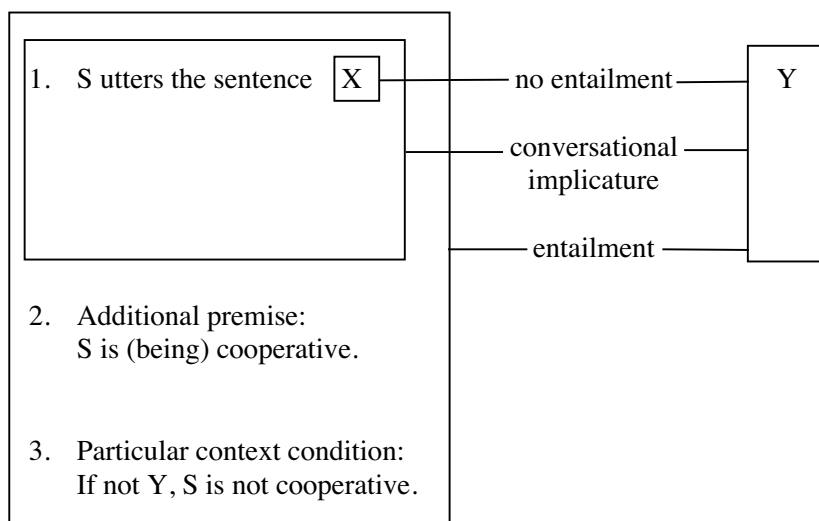 1. S utters the sentence X no entailment Y
conversational
implicature
entailment
2. Additional premise:
S is (being) cooperative.
3. Particular context condition:
If not Y, S is not cooperative.